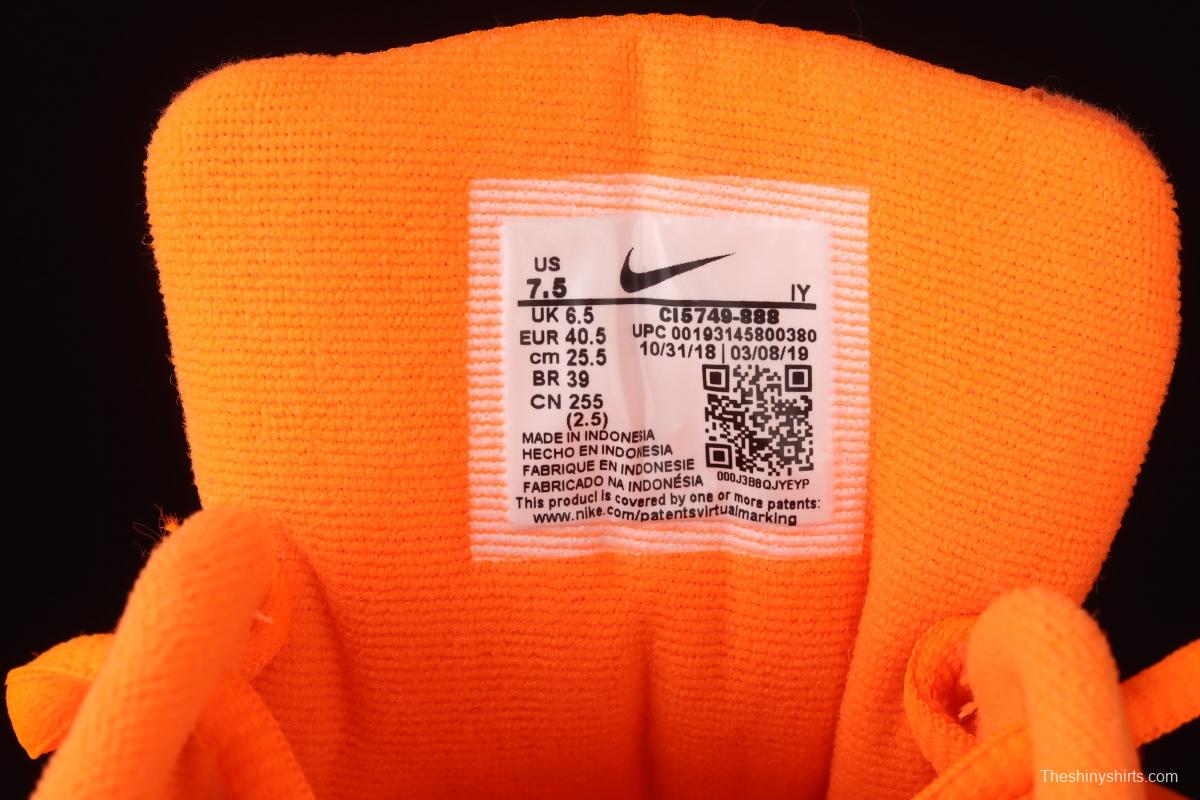 US
7.5
IY
UK 6.5
EUR 40.5
cm 25.5
BR 39
CN 255
(2.5)
CI5749-888
UPC 00193145800380
10/31/18 | 03/08/19
000J3B8QJYEYP
MADE IN INDONESIA
HECHO EN INDONESIA
FABRIQUE EN INDONESIE
FABRICADO NA INDONÉSIA
This product is covered by one or more patents:
www.nike.com/patentsvirtualmarking
Theshinyshirts.com